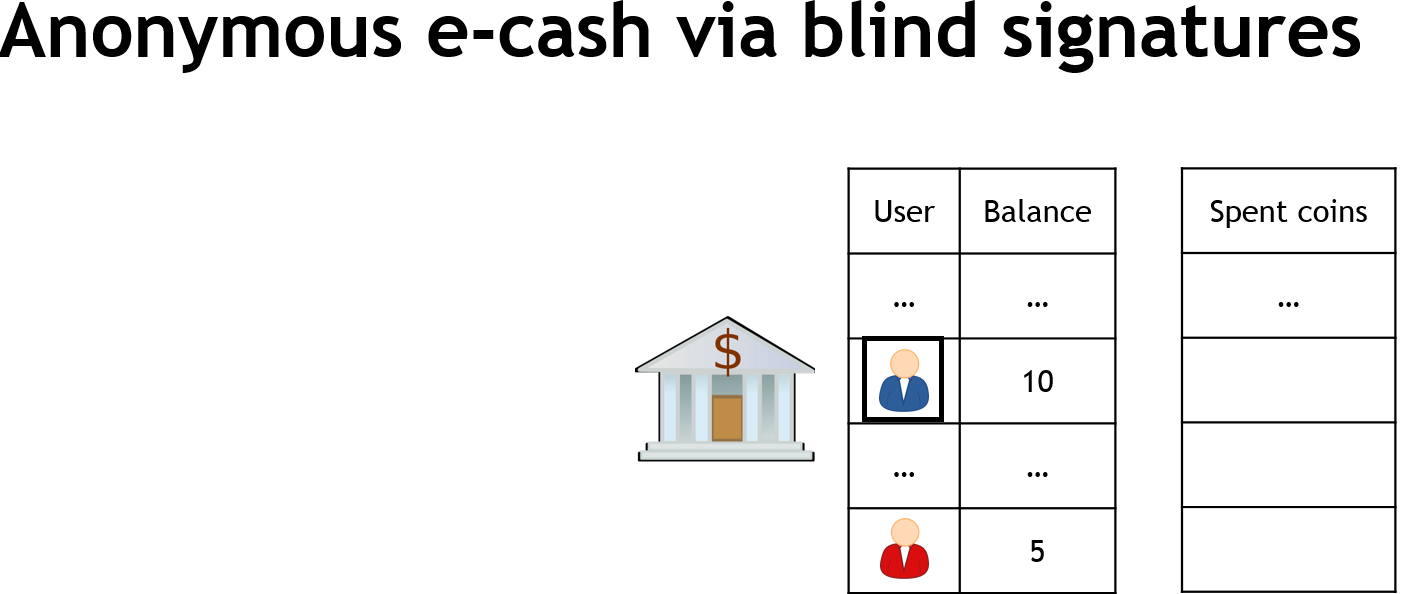 Anonymous e-cash via blind signatures
User Balance Spent coins
... ... ...
$
10
... ...
5